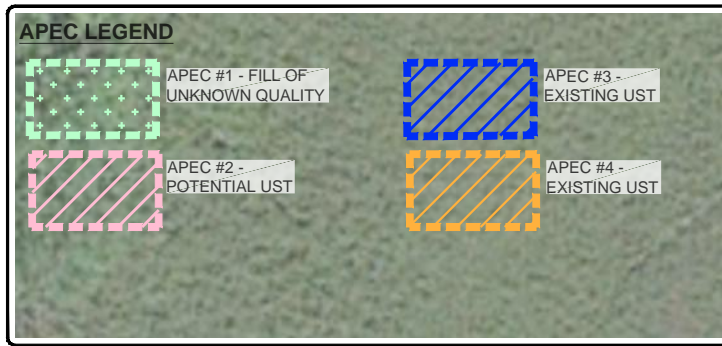 APEC LEGEND
APEC #1 - FILL OF
UNKNOWN QUALITY
APEC #2 -
POTENTIAL UST
APEC #3 -
EXISTING UST
APEC #4 -
EXISTING UST